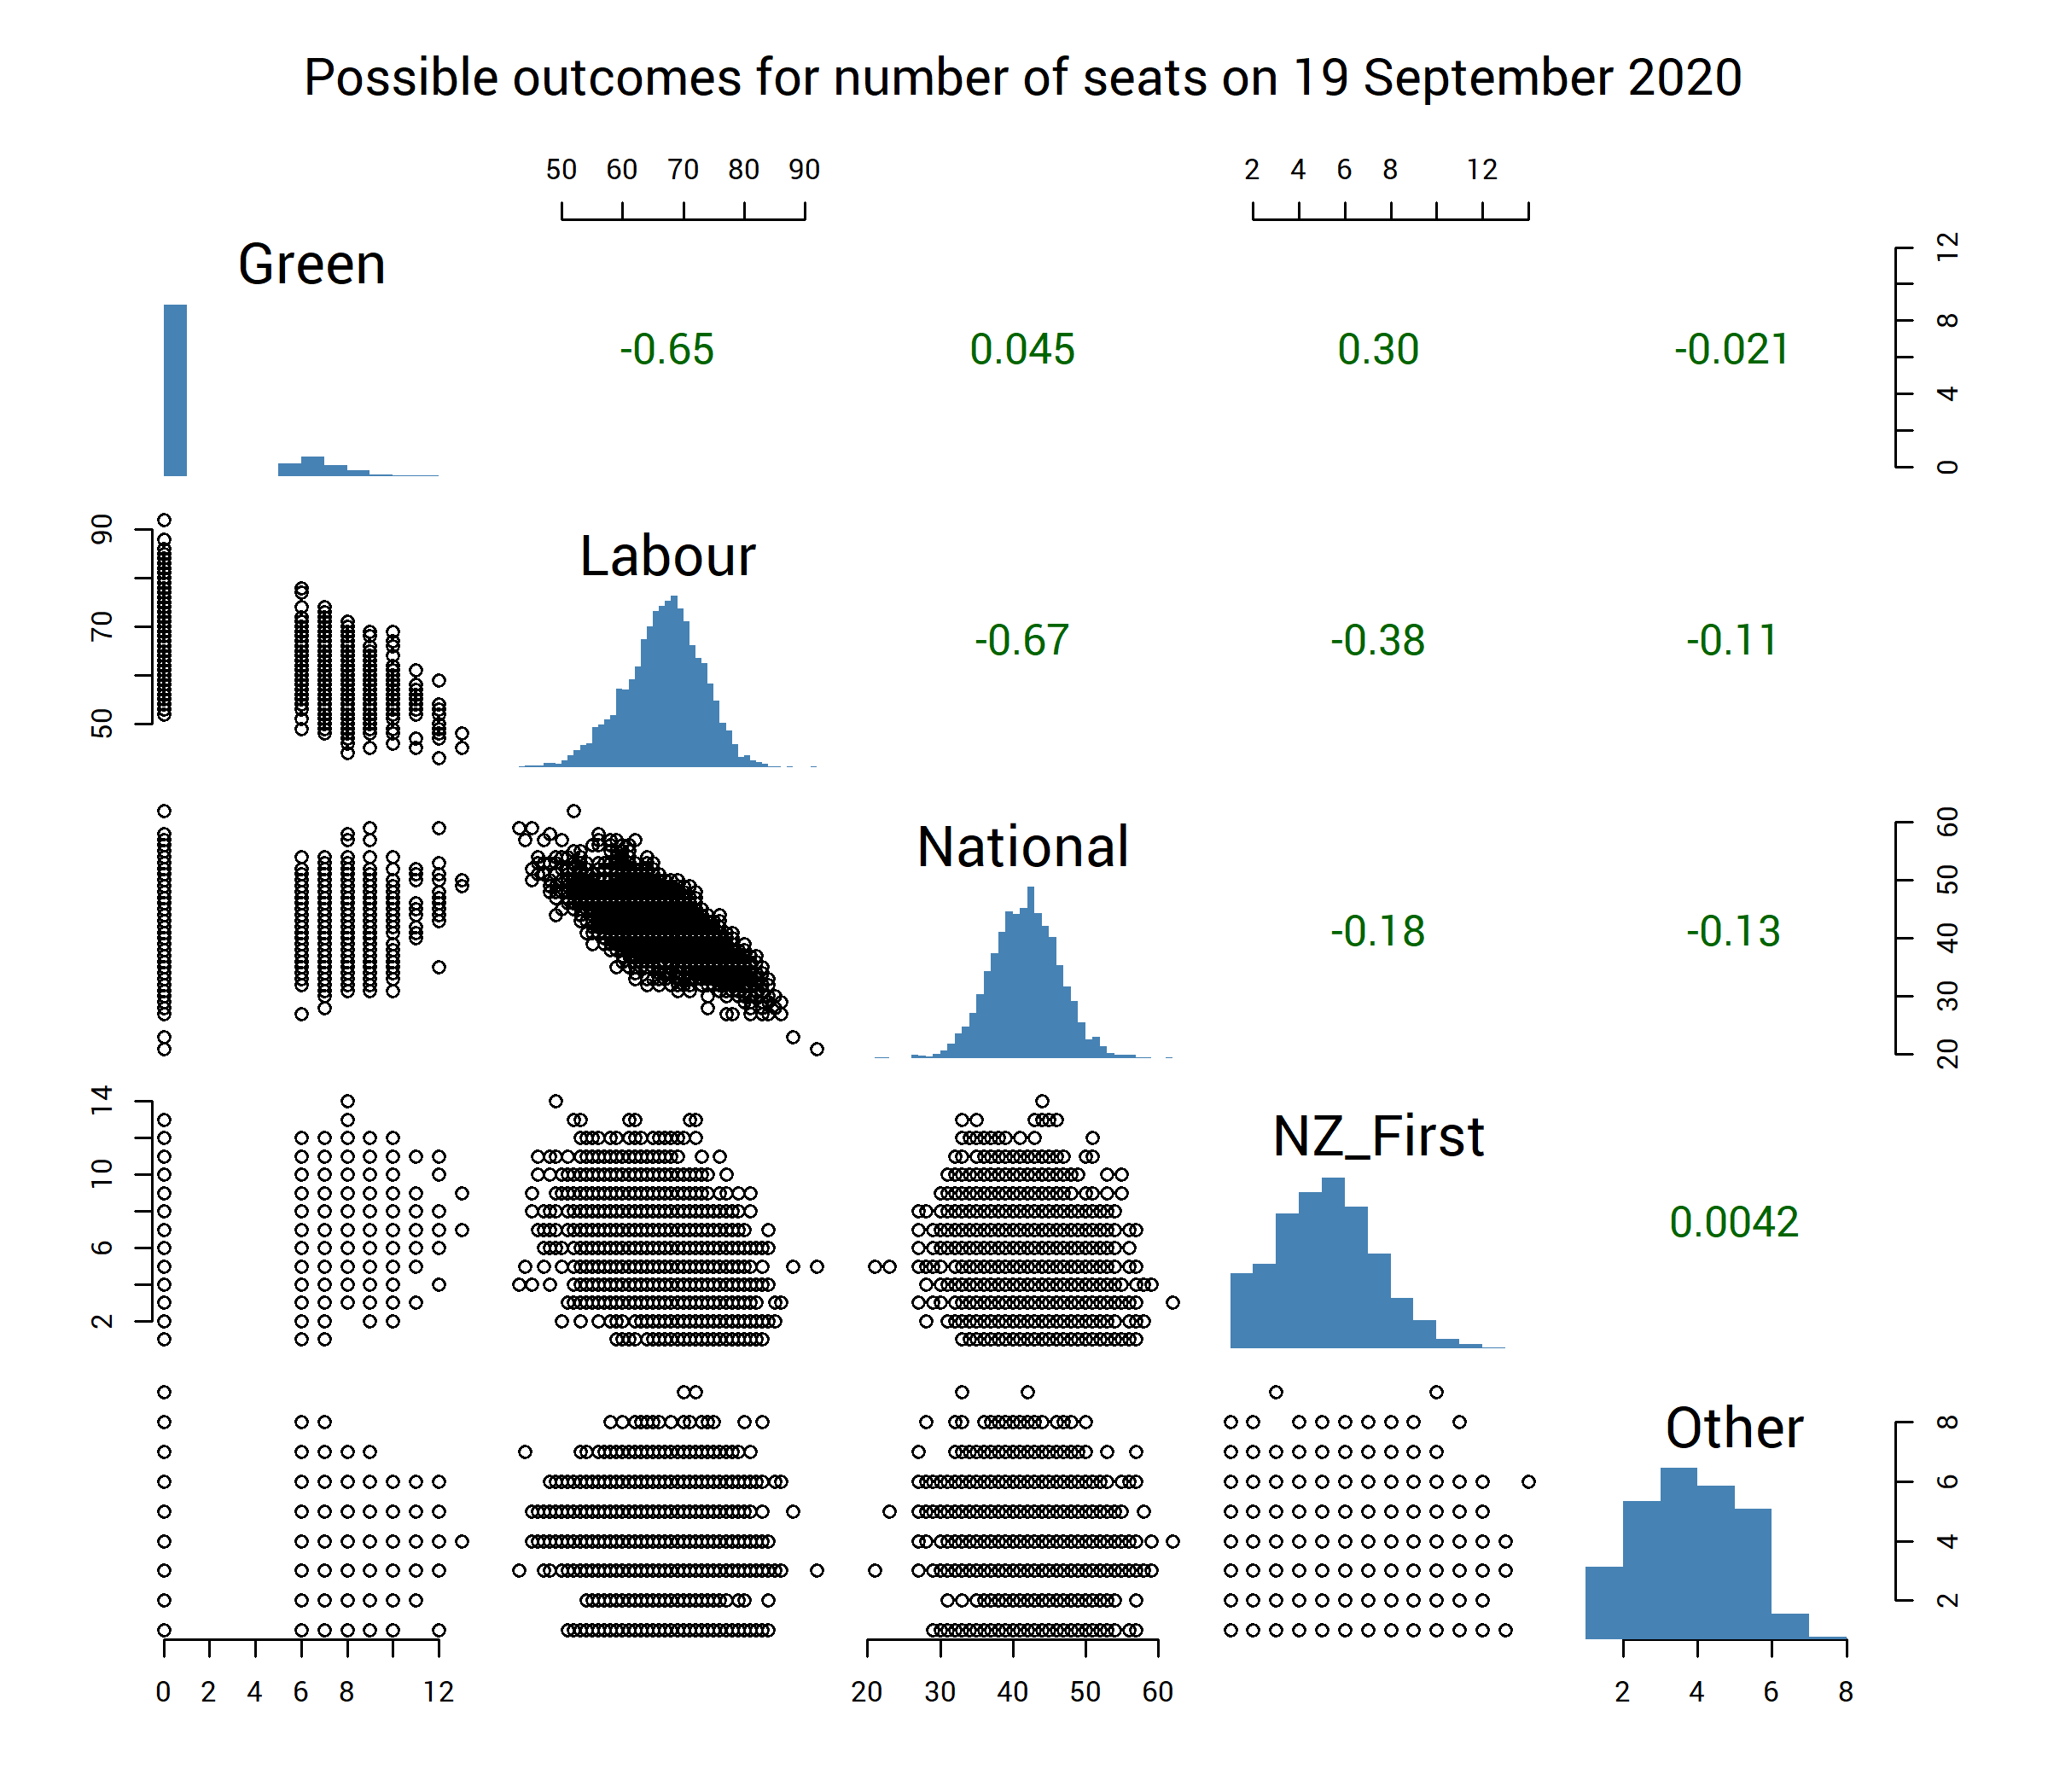 Possible outcomes for number of seats on 19 September 2020
50 60 70 80 90
2 4 6 8 12
Green
-0.65 0.045 0.30 -0.021
0 4 8 12
50 70 90
Labour
-0.67 -0.38 -0.11
National
-0.18 -0.13
20 30 40 50 60
2 6 10 14
NZ_First
0.0042
Other
2 4 6 8
0 2 4 6 8 12
20 30 40 50 60
2 4 6 8